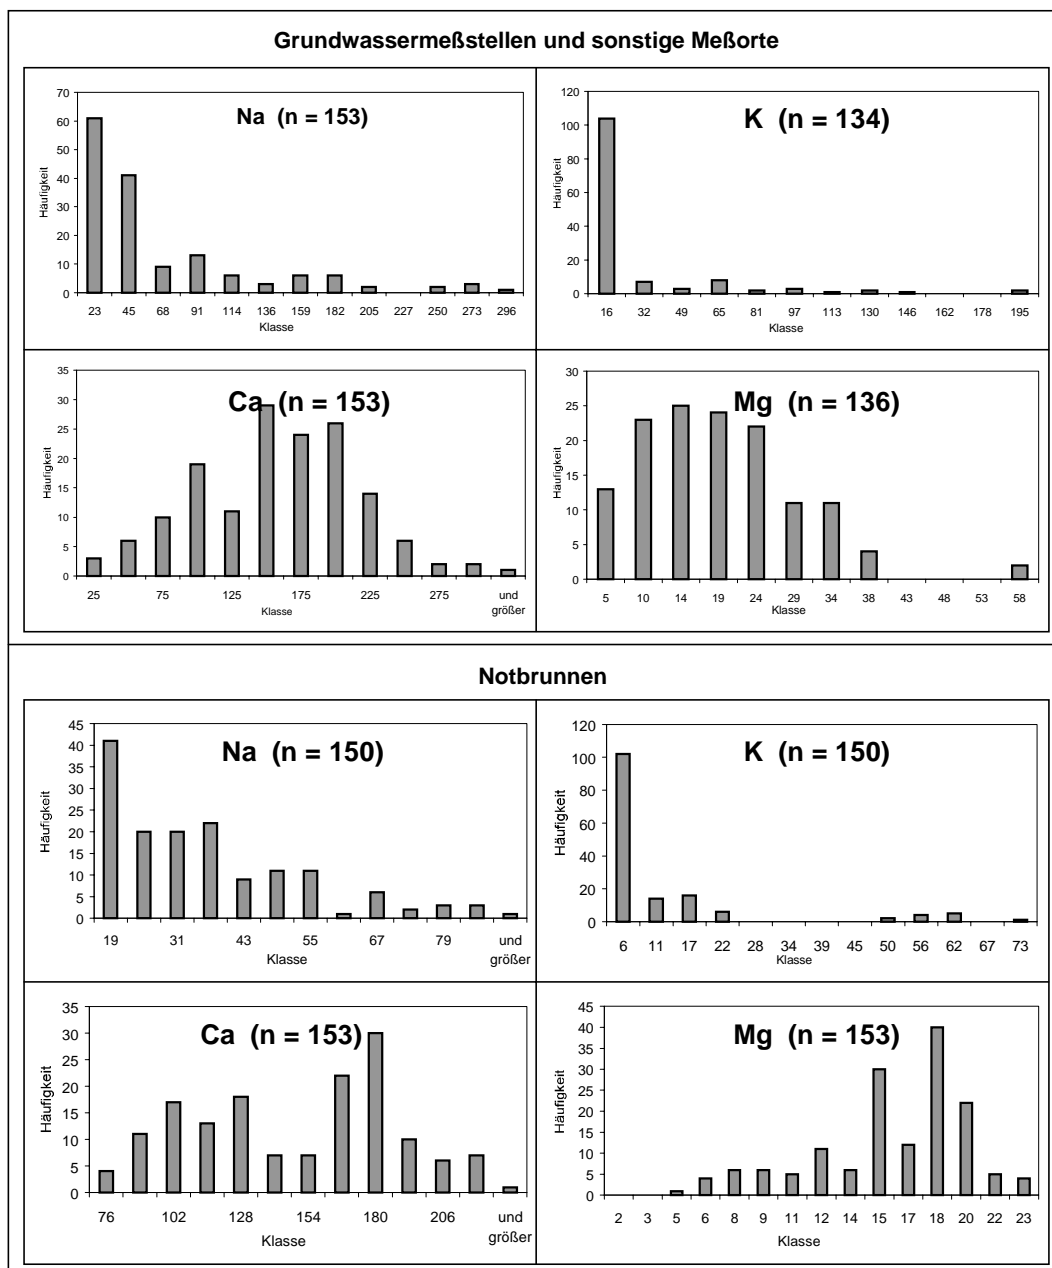 Grundwassermeßstellen und sonstige Meßorte
Na (n = 153)
Häufigkeit
70
60
50
40
30
20
10
0
23 45 68 91 114 136 159 182 205 227 250 273 296
Klasse
K (n = 134)
Häufigkeit
120
100
80
60
40
20
0
16 32 49 65 81 97 113 130 146 162 178 195
Klasse
Ca (n = 153)
Häufigkeit
35
30
25
20
15
10
5
0
25 75 125 175 225 275 und
größer
Klasse
Mg (n = 136)
Häufigkeit
30
25
20
15
10
5
0
5 10 14 19 24 29 34 38 43 48 53 58
Klasse
Notbrunnen
Na (n = 150)
Häufigkeit
45
40
35
30
25
20
15
10
5
0
19 31 43 55 67 79 und
größer
Klasse
K (n = 150)
Häufigkeit
120
100
80
60
40
20
0
6 11 17 22 28 34 39 45 50 56 62 67 73
Klasse
Ca (n = 153)
Häufigkeit
35
30
25
20
15
10
5
0
76 102 128 154 180 206 und
größer
Klasse
Mg (n = 153)
Häufigkeit
45
40
35
30
25
20
15
10
5
0
2 3 5 6 8 9 11 12 14 15 17 18 20 22 23
Klasse